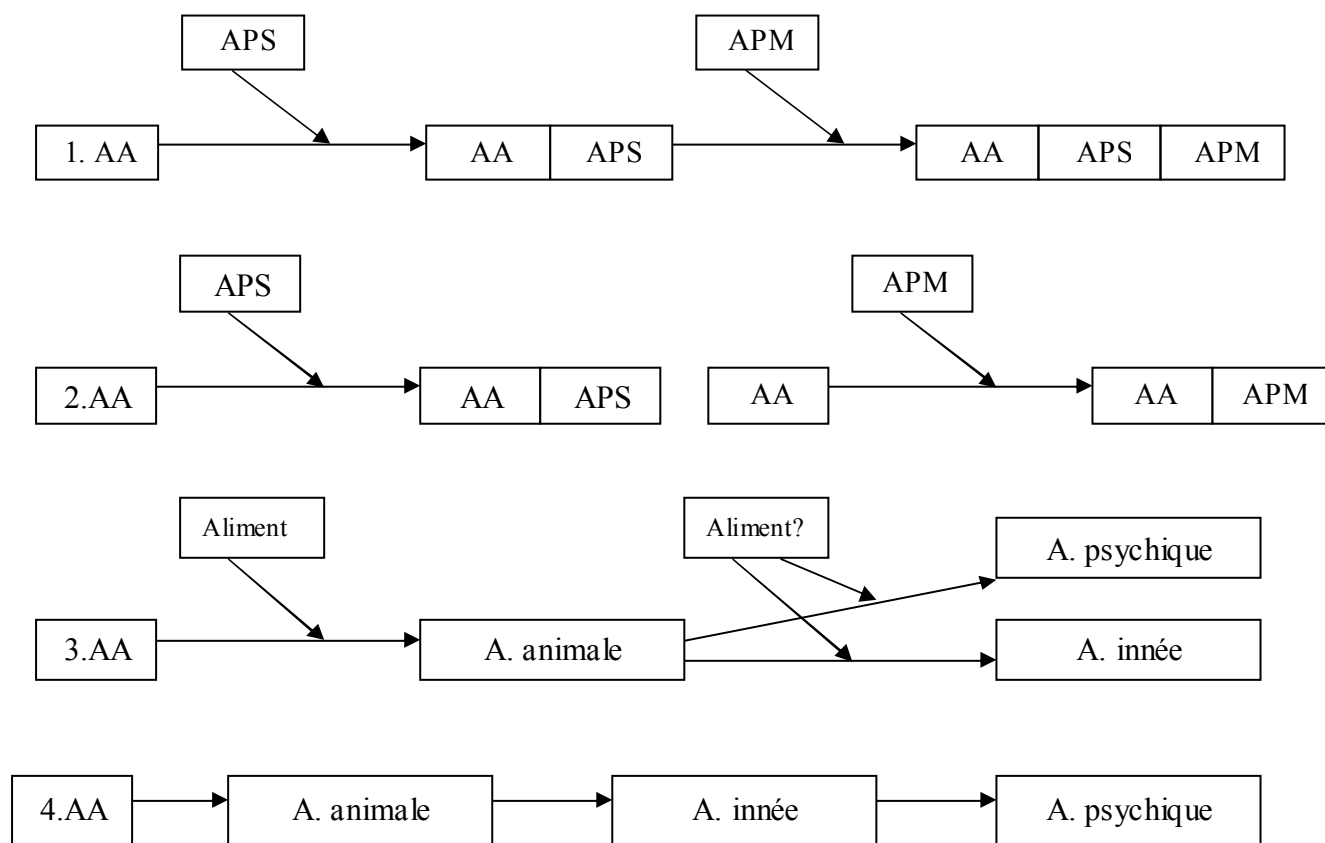 APS APM
1. AA AA APS AA APS APM
APS APM
2.AA AA APS AA AA APM
Aliment Aliment? A. psychique
3.AA A. animale A. innée
4.AA A. animale A. innée A. psychique